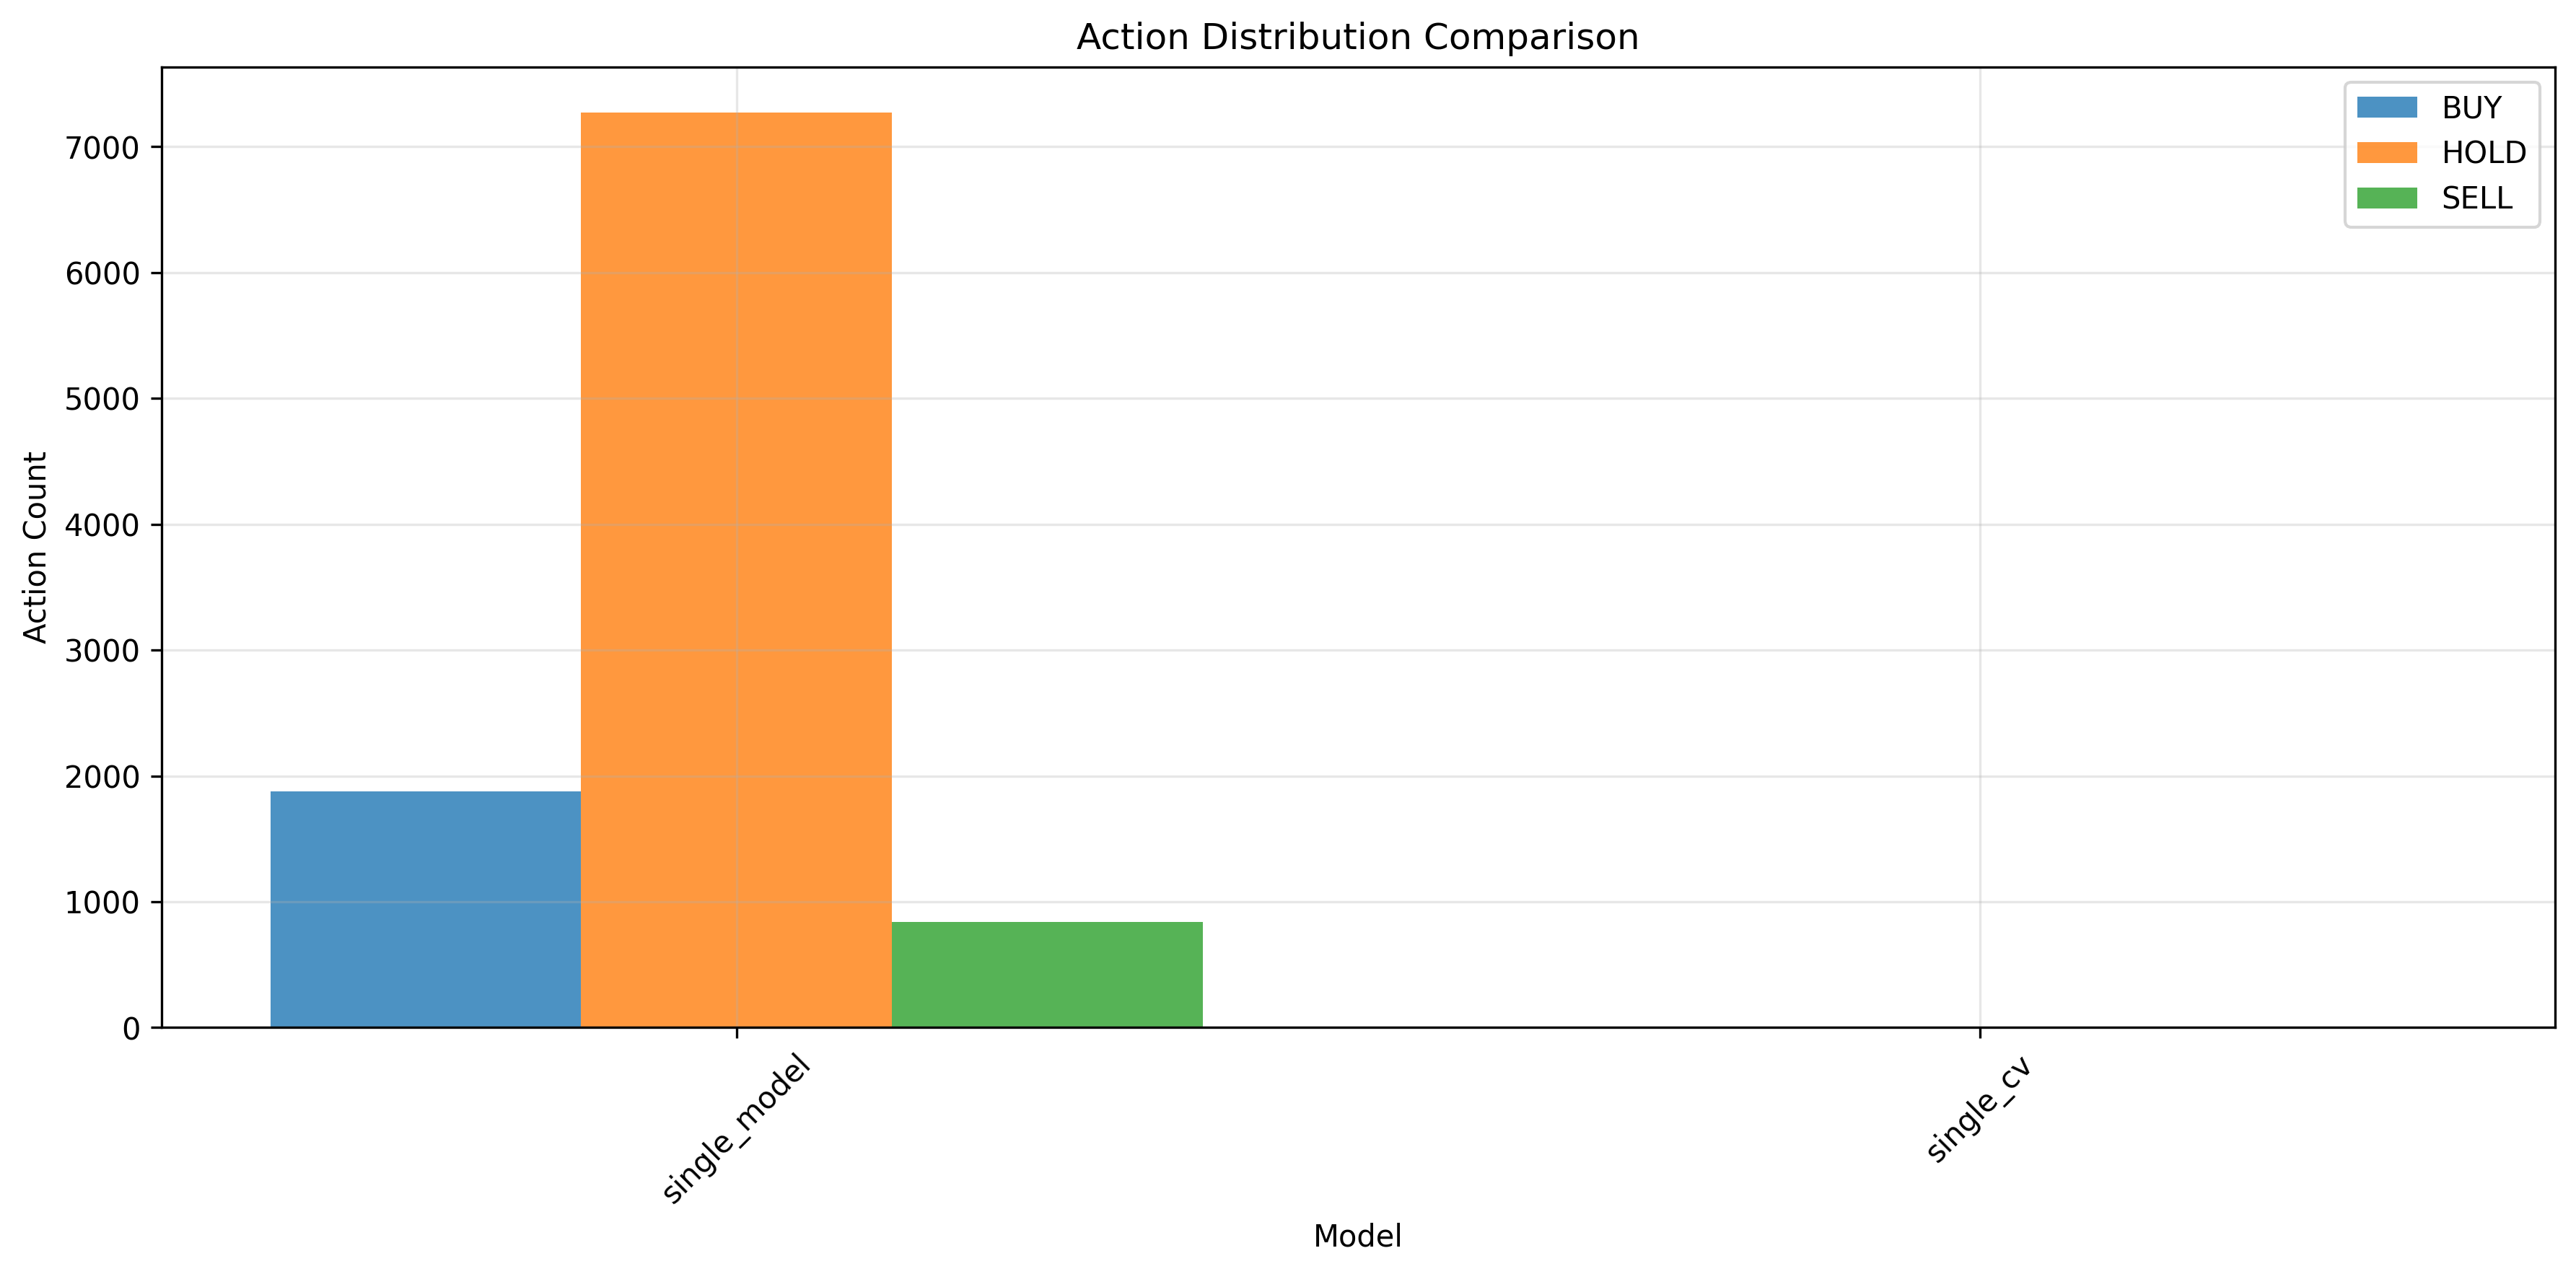 Action Distribution Comparison
BUY
HOLD
SELL
Action Count
7000
6000
5000
4000
3000
2000
1000
0
single_model
single_cv
Model